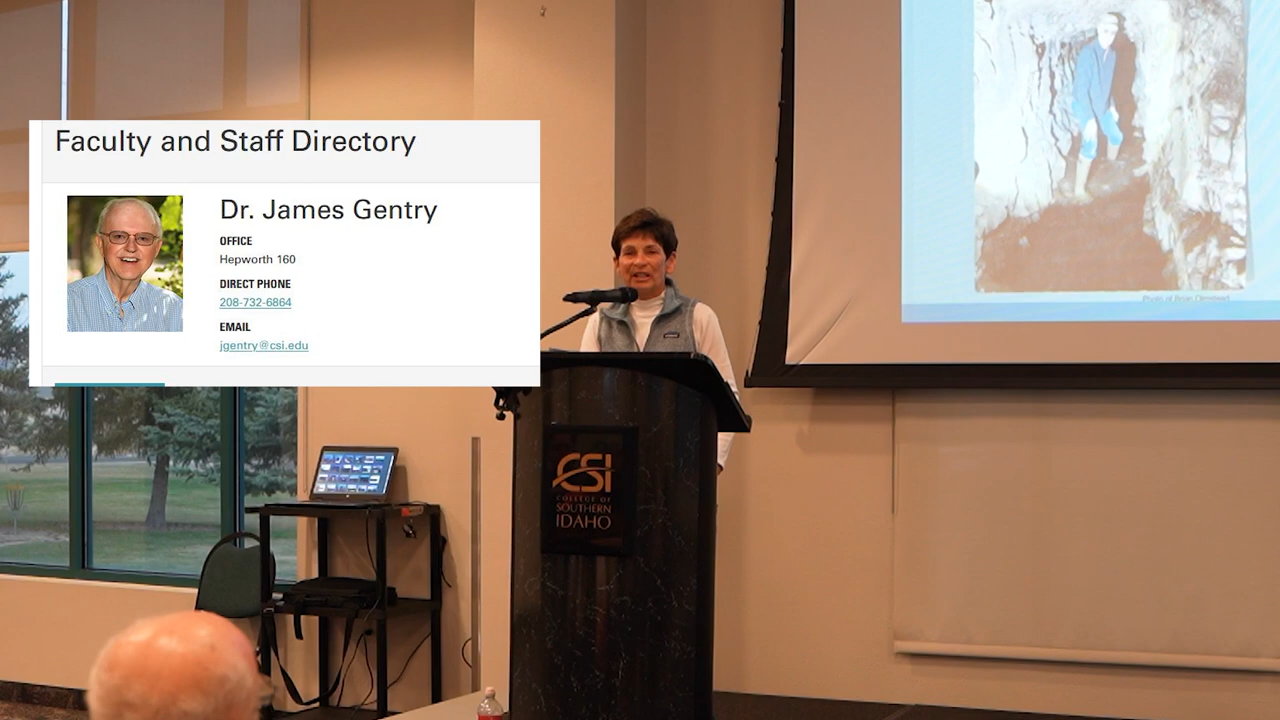 Faculty and Staff Directory
Dr. James Gentry
OFFICE
Hepworth 160
DIRECT PHONE
208-732-6864
EMAIL
jgentry@csi.edu
CSI
COLLEGE OF
SOUTHERN
IDAHO